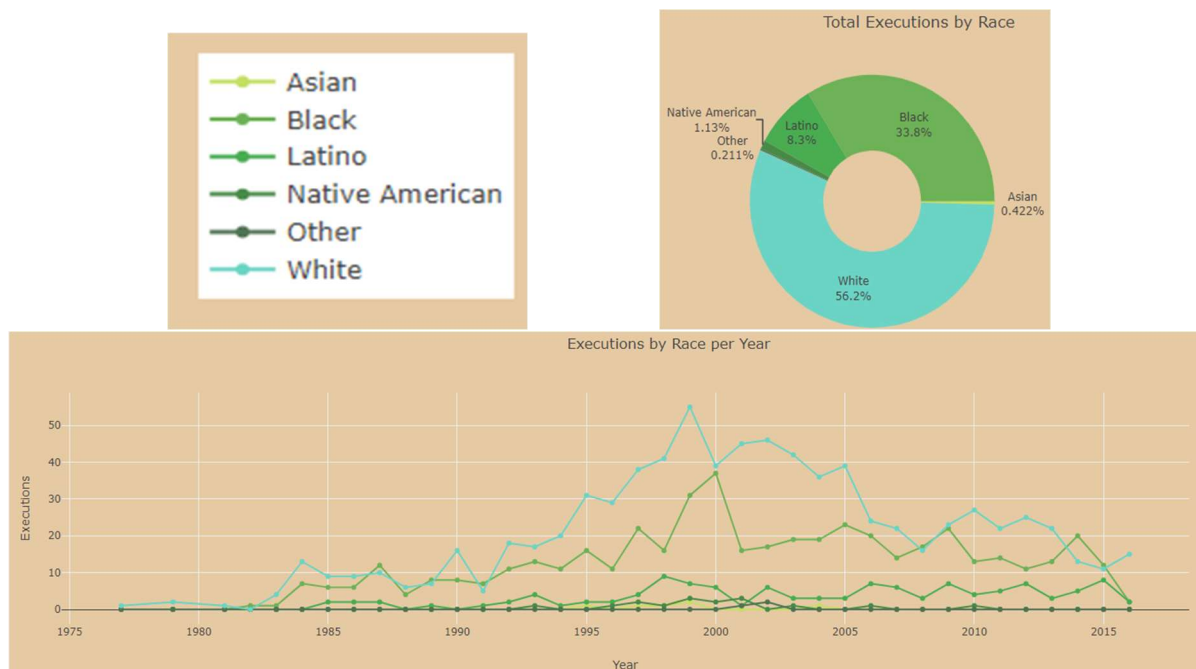 Asian
Black
Latino
Native American
Other
White
Total Executions by Race
Native American
1.13%
Other
0.211%
Latino
8.3%
Black
33.8%
Asian
0.422%
White
56.2%
Executions by Race per Year
Executions
50
40
30
20
10
0
1975 1980 1985 1990 1995 2000 2005 2010 2015
Year